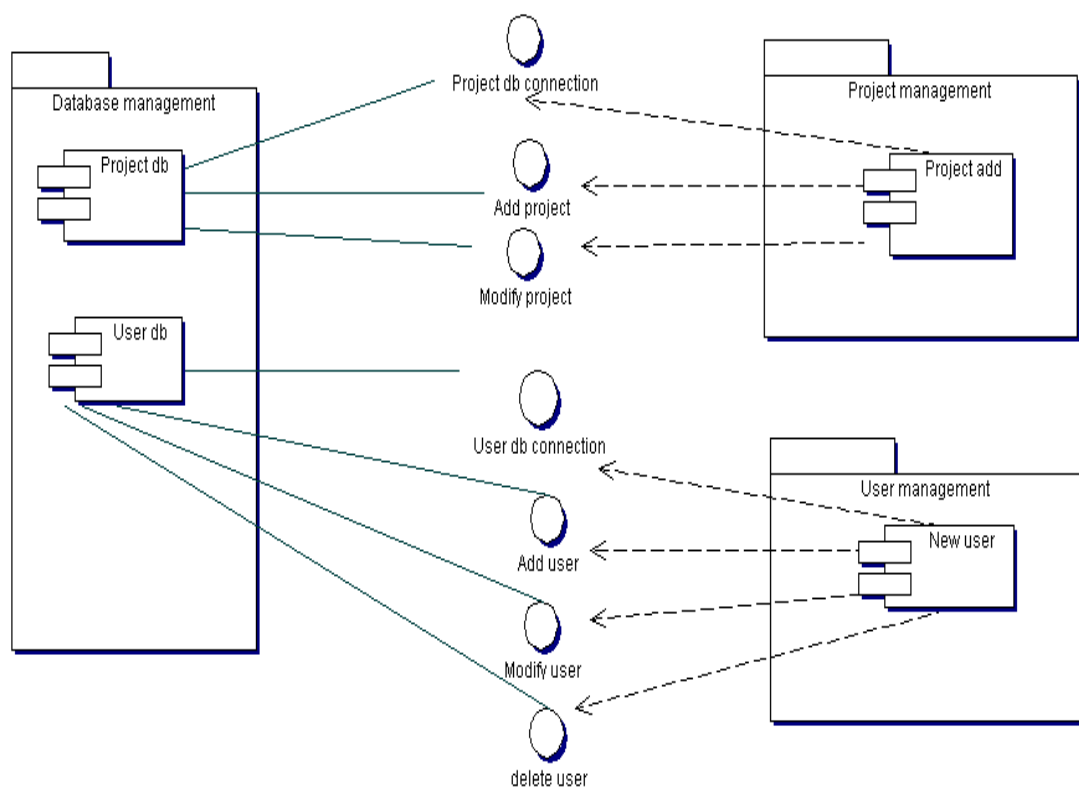 Project db connection
Database management
Project management
Project db
Project add
Add project
Modify project
User db
User db connection
User management
New user
Add user
Modify user
delete user